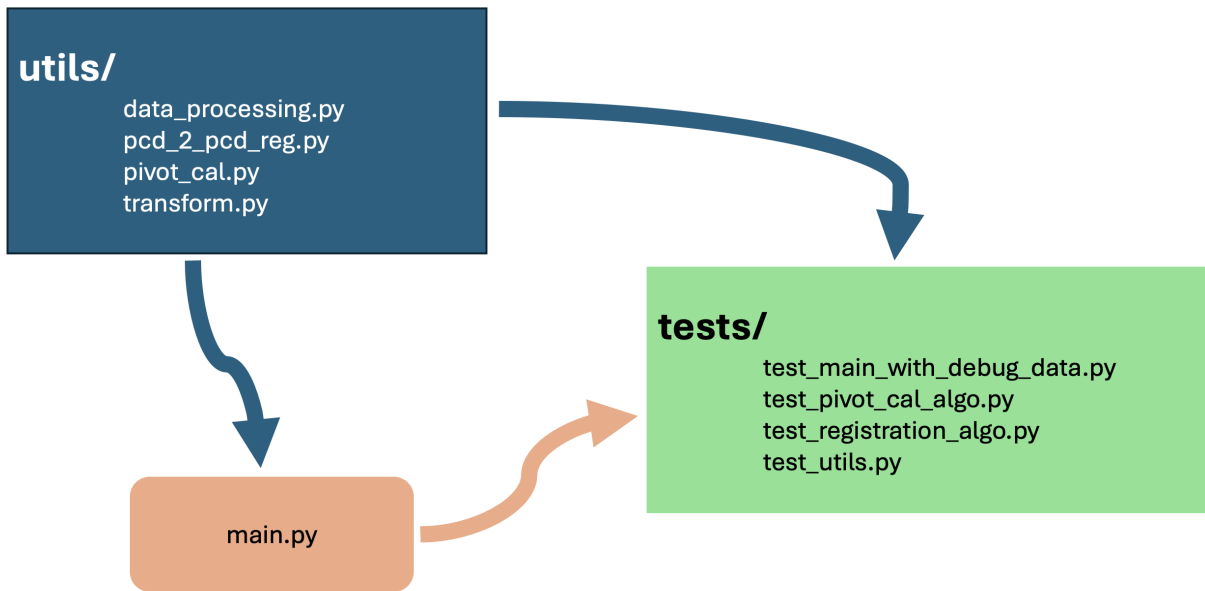 utils/
data_processing.py
pcd_2_pcd_reg.py
pivot_cal.py
transform.py
tests/
test_main_with_debug_data.py
test_pivot_cal_algo.py
test_registration_algo.py
test_utils.py
main.py